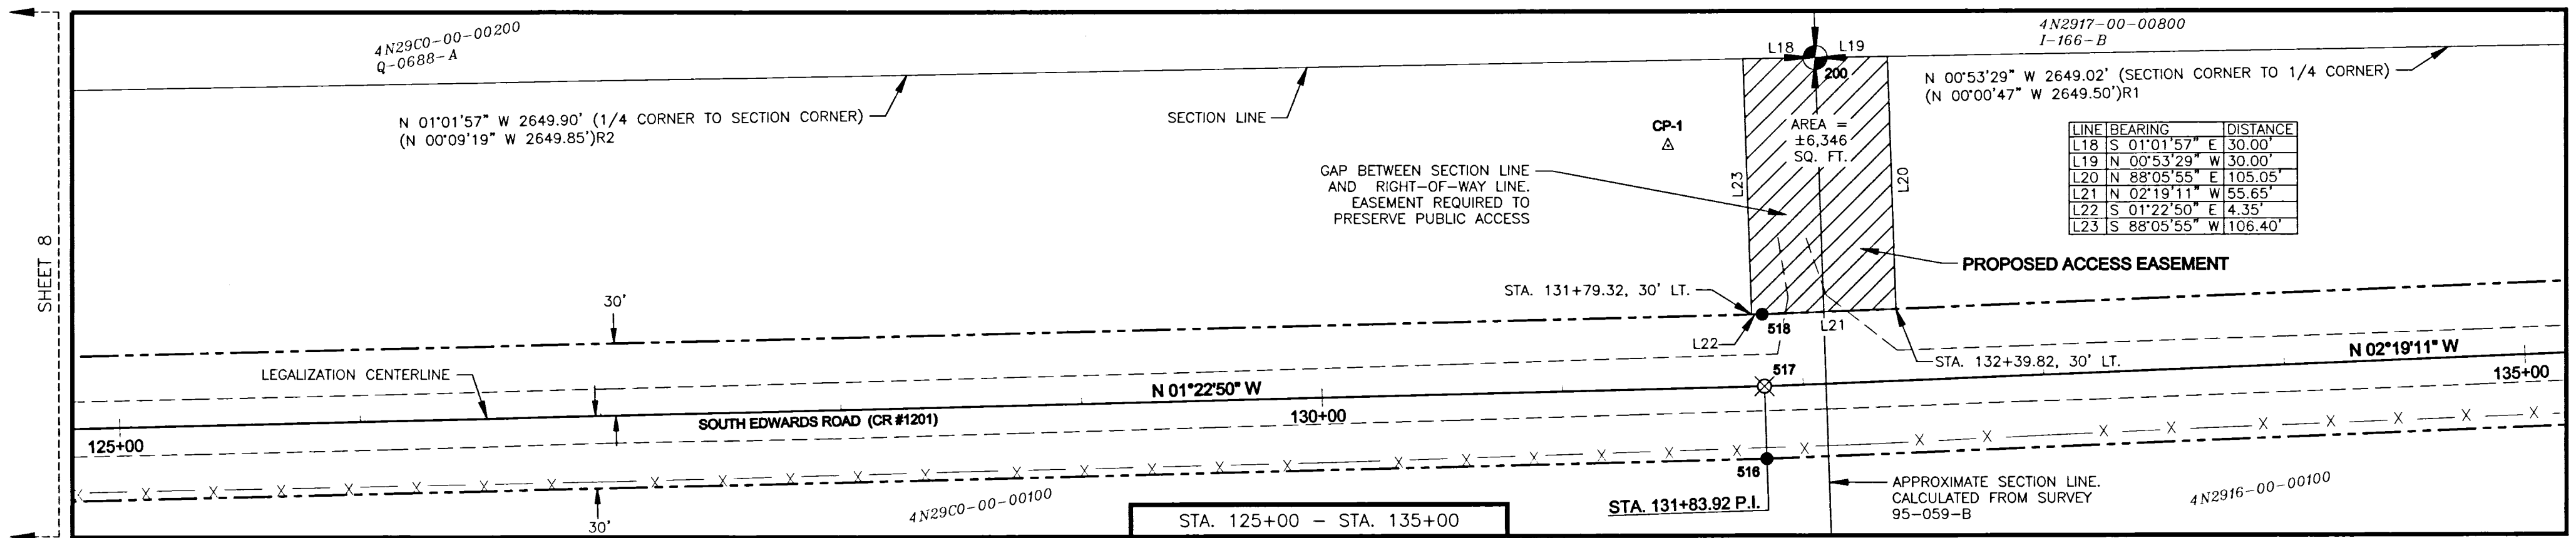 SHEET 8
4N29C0-00-00200
Q-0688-A
4N2917-00-00800
I-166-B
L18
L19
200
N 01°01'57" W 2649.90' (1/4 CORNER TO SECTION CORNER)
(N 00°09'19" W 2649.85')R2
SECTION LINE
N 00°53'29" W 2649.02' (SECTION CORNER TO 1/4 CORNER)
(N 00°00'47" W 2649.50')R1
CP-1
AREA =
±6,346
SQ. FT.
GAP BETWEEN SECTION LINE
AND RIGHT-OF-WAY LINE.
EASEMENT REQUIRED TO
PRESERVE PUBLIC ACCESS
L23
L20
LINE BEARING DISTANCE
L18 S 01°01'57" E 30.00'
L19 N 00°53'29" W 30.00'
L20 N 88°05'55" E 105.05'
L21 N 02°19'11" W 55.65'
L22 S 01°22'50" E 4.35'
L23 S 88°05'55" W 106.40'
PROPOSED ACCESS EASEMENT
STA. 131+79.32, 30' LT.
30'
518
L21
L22
STA. 132+39.82, 30' LT.
N 02°19'11" W
LEGALIZATION CENTERLINE
517
N 01°22'50" W
135+00
130+00
SOUTH EDWARDS ROAD (CR #1201)
125+00
516
APPROXIMATE SECTION LINE.
CALCULATED FROM SURVEY
95-059-B
4N2916-00-00100
4N29C0-00-00100
STA. 131+83.92 P.I.
30'
STA. 125+00 - STA. 135+00